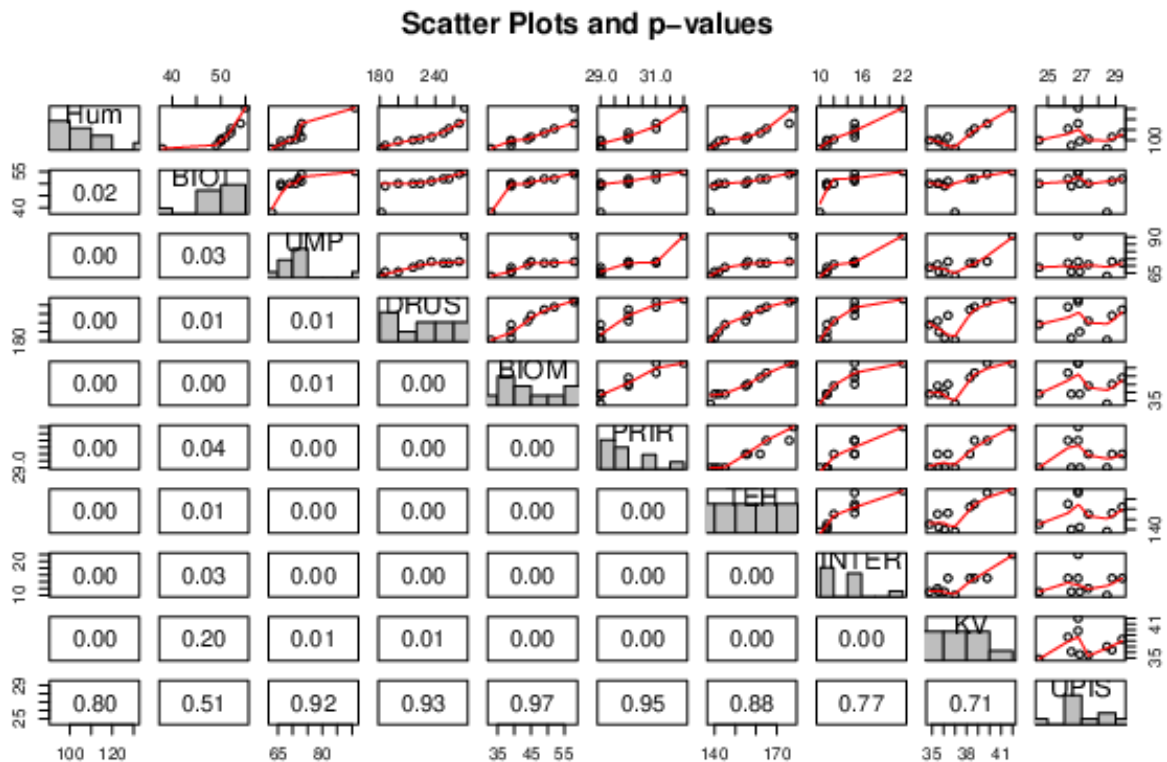 Scatter Plots and p−values
40 50 180 240 29.0 31.0 10 16 22 25 27 29
Hum 100 120
0.02 BIOT
40 55
0.00 0.03 UMP 65 90
0.00 0.01 0.01 DRUS
180
0.00 0.00 0.01 0.00 BIOM 35
0.00 0.04 0.00 0.00 0.00 PRIR
29.0
0.00 0.01 0.00 0.00 0.00 0.00 TEH 140
0.00 0.03 0.00 0.00 0.00 0.00 0.00 INTER
10 20
0.00 0.20 0.01 0.01 0.00 0.00 0.00 0.00 KV 35 41
0.80 0.51 0.92 0.93 0.97 0.95 0.88 0.77 0.71 UPIS
25 29
100 120 65 80 35 45 55 140 170 35 38 41